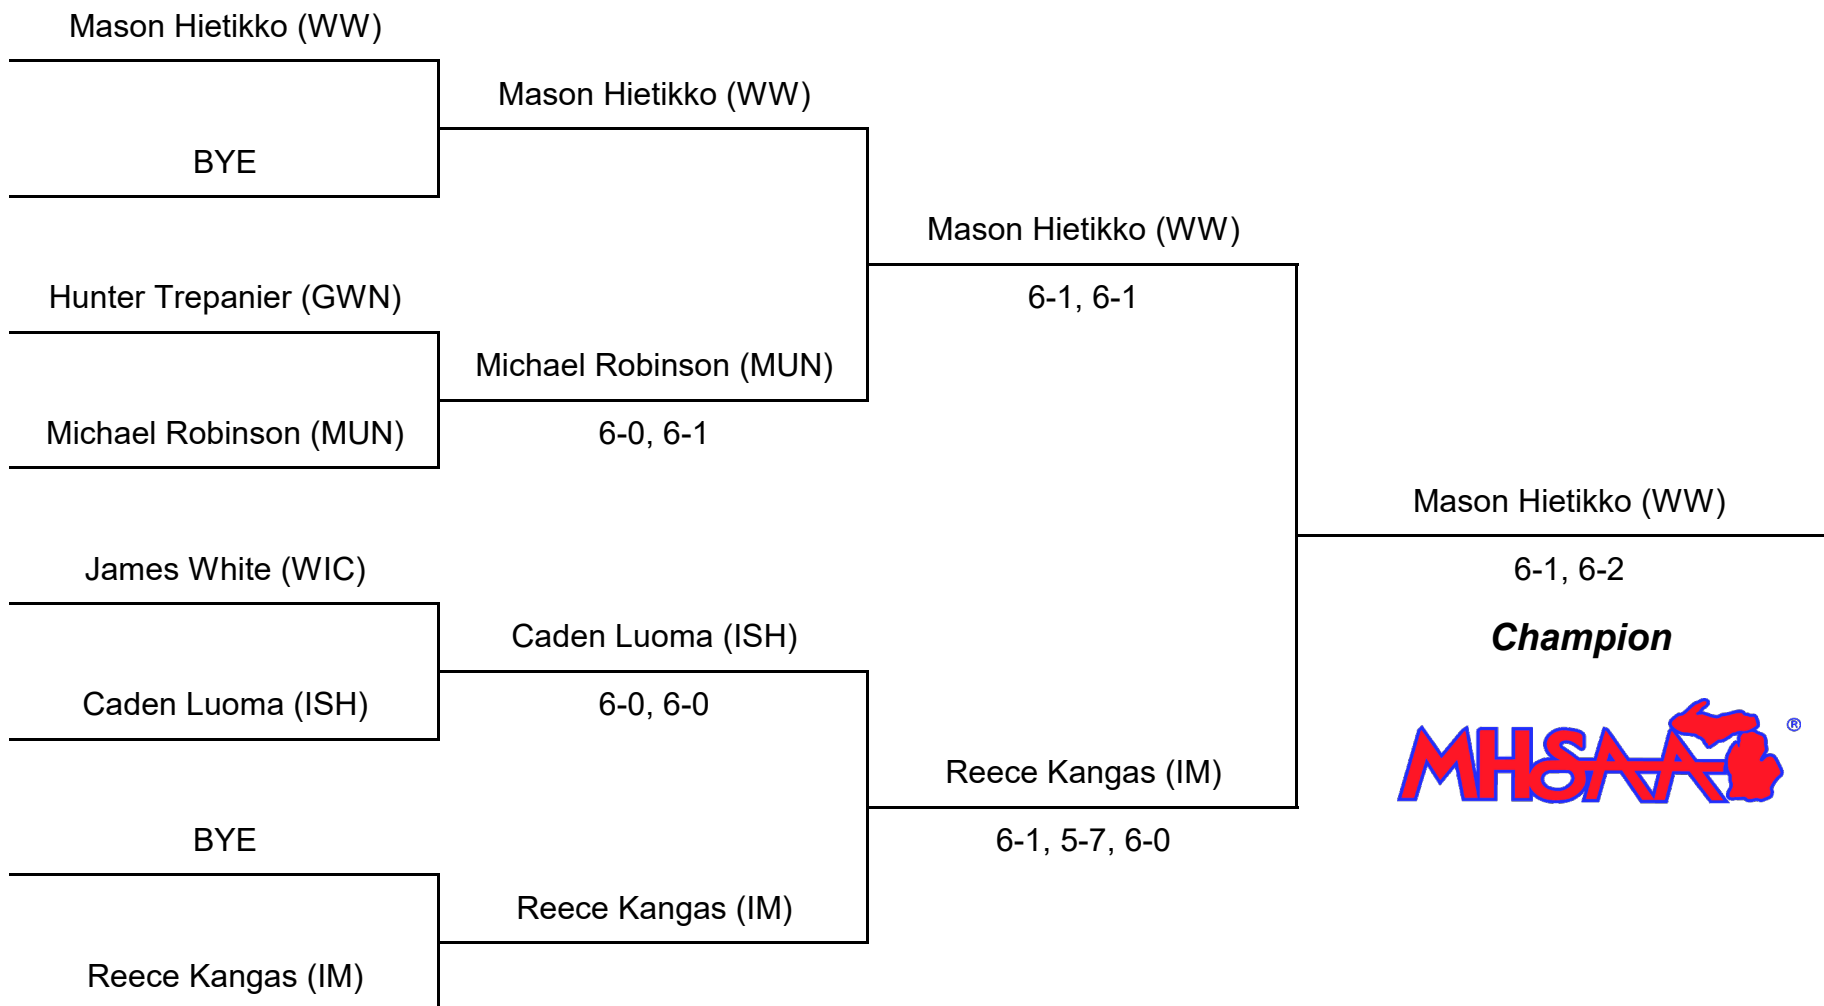 Mason Hietikko (WW)
Mason Hietikko (WW)
BYE
Mason Hietikko (WW)
Hunter Trepanier (GWN)
6-1, 6-1
Michael Robinson (MUN)
Michael Robinson (MUN)
6-0, 6-1
Mason Hietikko (WW)
James White (WIC)
6-1, 6-2
Caden Luoma (ISH)
Champion
Caden Luoma (ISH)
6-0, 6-0
MHSAA ®
Reece Kangas (IM)
BYE
6-1, 5-7, 6-0
Reece Kangas (IM)
Reece Kangas (IM)